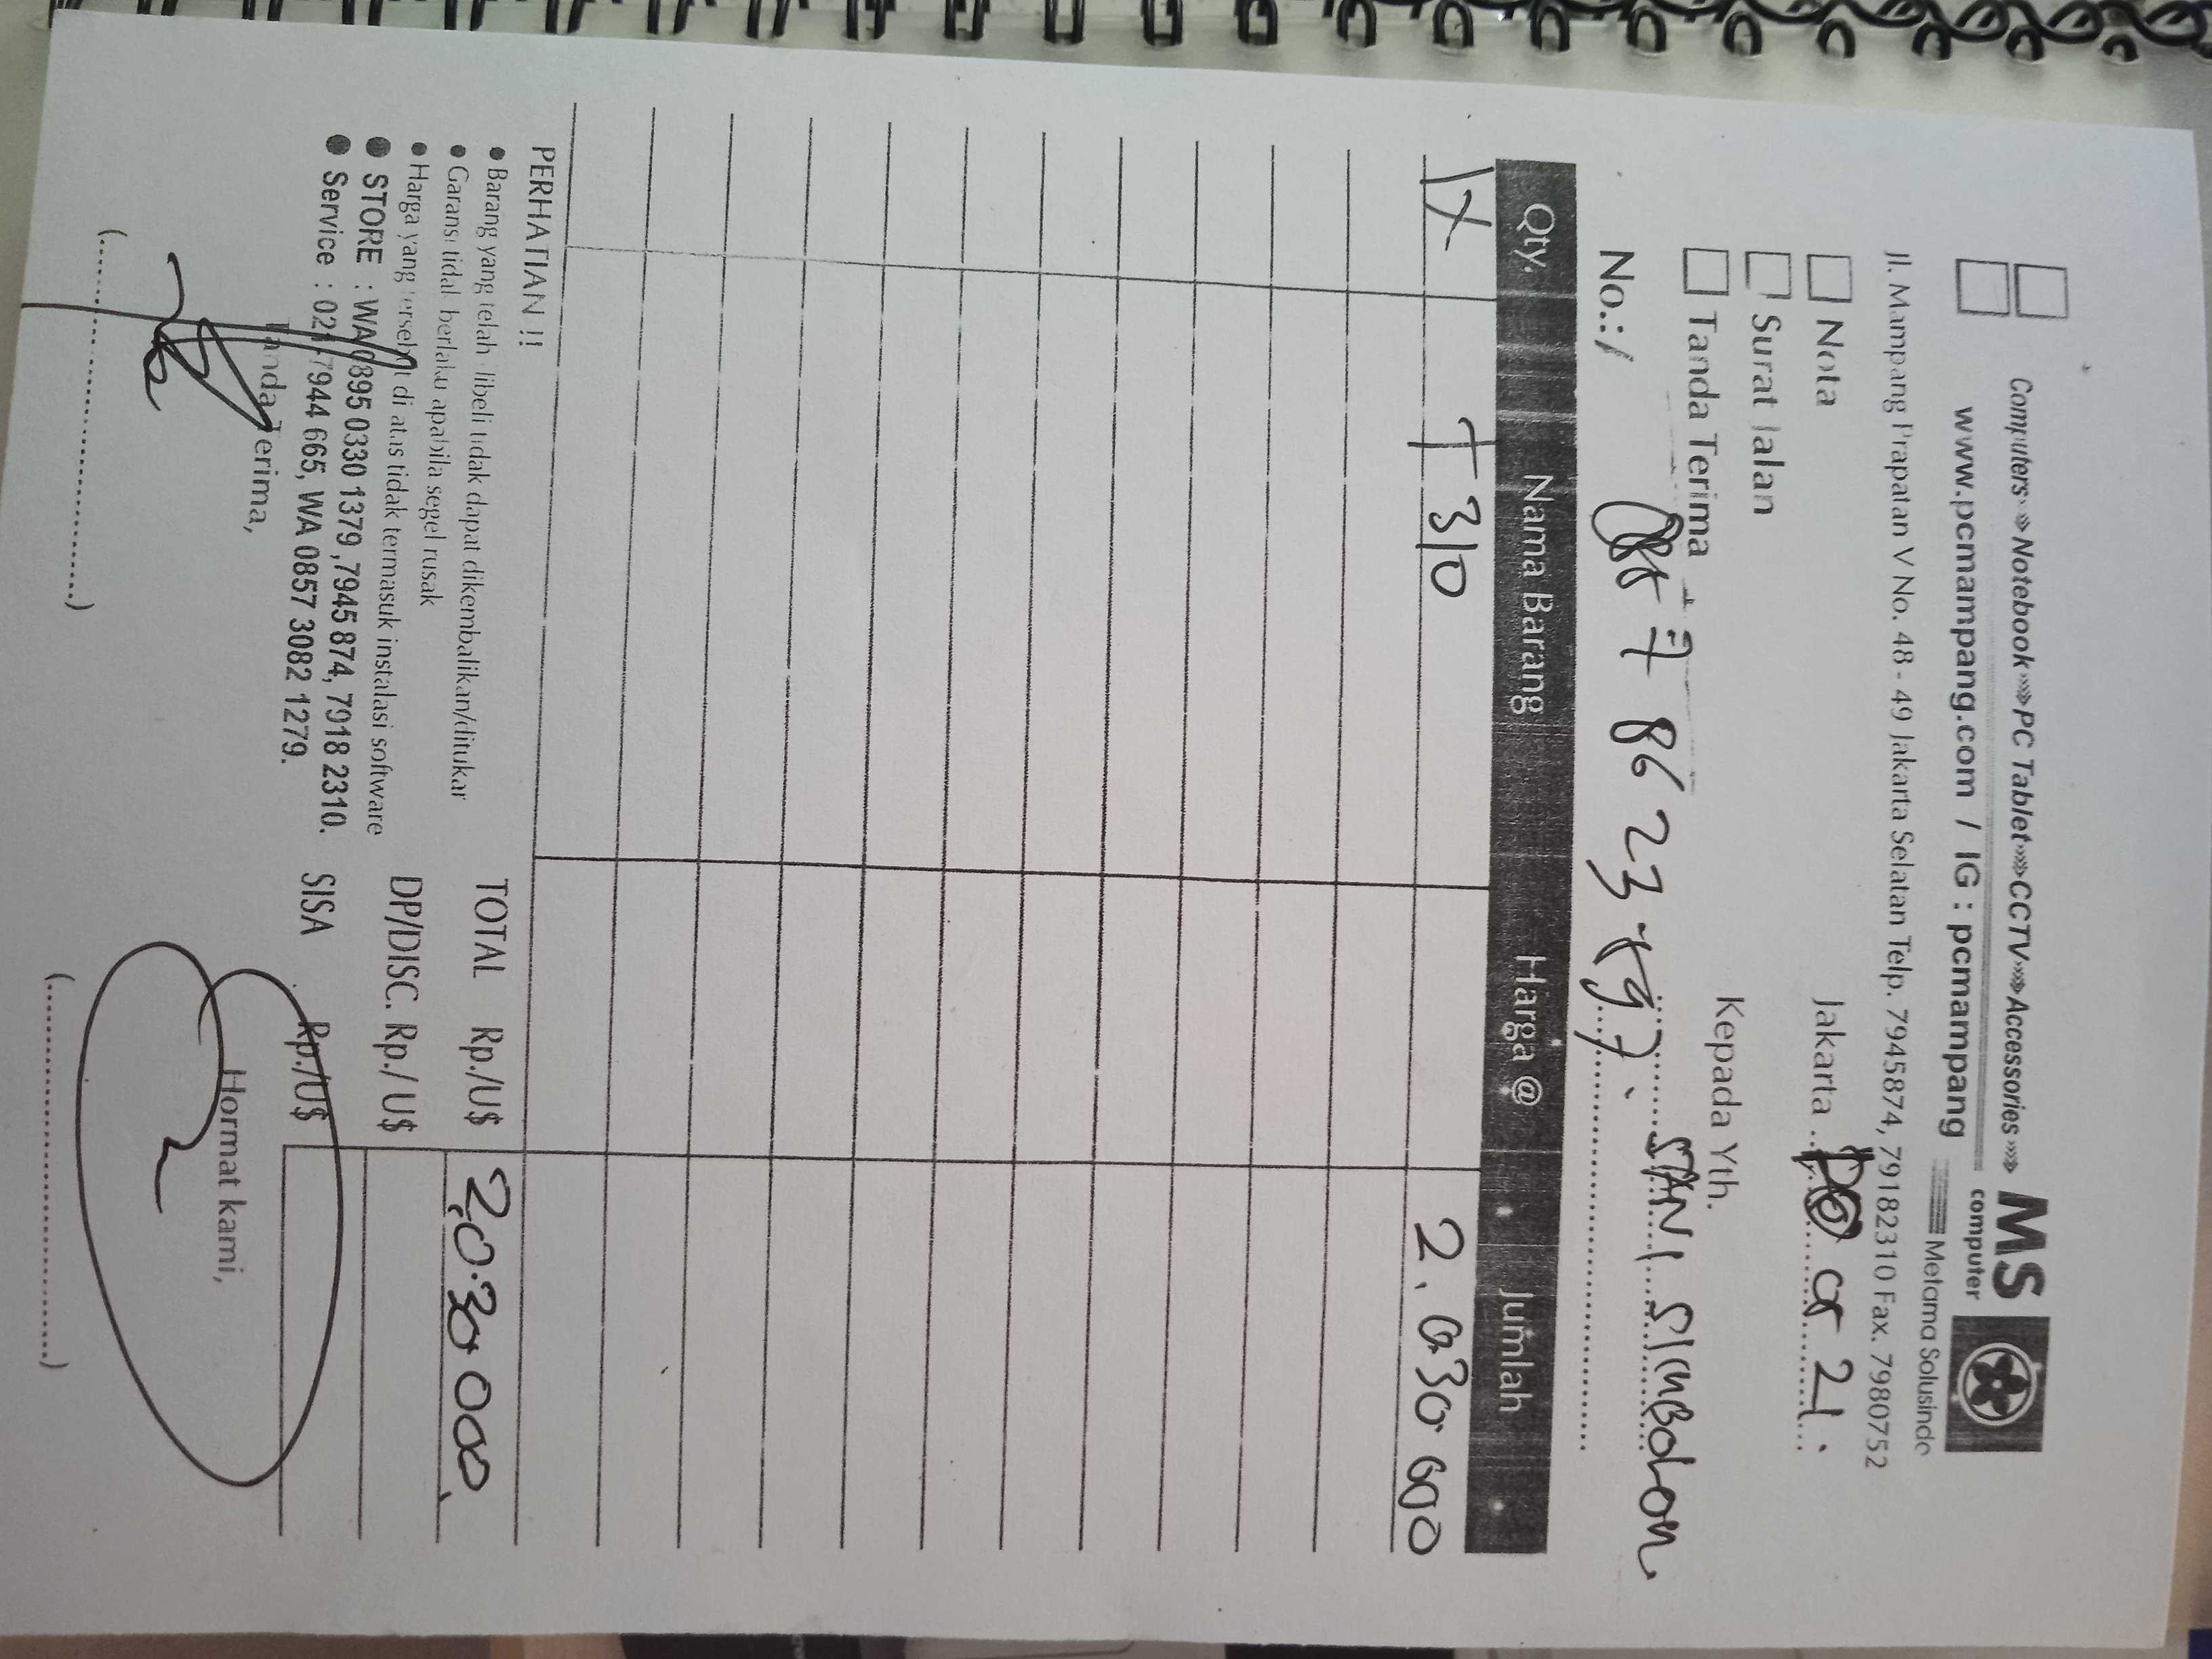 Computers»»Notebook»»»PC Tablet»»»CCTV»»»Accessories»»» MS
computer
www.pcmampang.com / IG : pcmampang
Metama Solusindo
Jl. Mampang Prapatan V No. 48 - 49 Jakarta Selatan Telp. 7945874, 79182310 Fax. 7980752
Nota
Jakarta 21
Surat Jalan
Kepada Yth.
Tanda Terima
SANI SIMBOLON
No.:
Qty. Nama Barang Harga @ Jumlah
1x T 310 2.030.000
PERHATIAN !!
• Barang yang telah dibeli tidak dapat dikembalikan/ditukar
• Garansi tidak berlaku apabila segel rusak
• Harga yang tersebut di atas tidak termasuk instalasi software
• STORE : WA 0895 0330 1379 ,7945 874, 7918 2310.
• Service : 021-7944 665, WA 0857 3082 1279.
TOTAL Rp./U$ 2.030.000
DP/DISC. Rp./ U$
SISA Rp./U$
Tanda Terima,
Hormat kami,
(....................)
(....................)